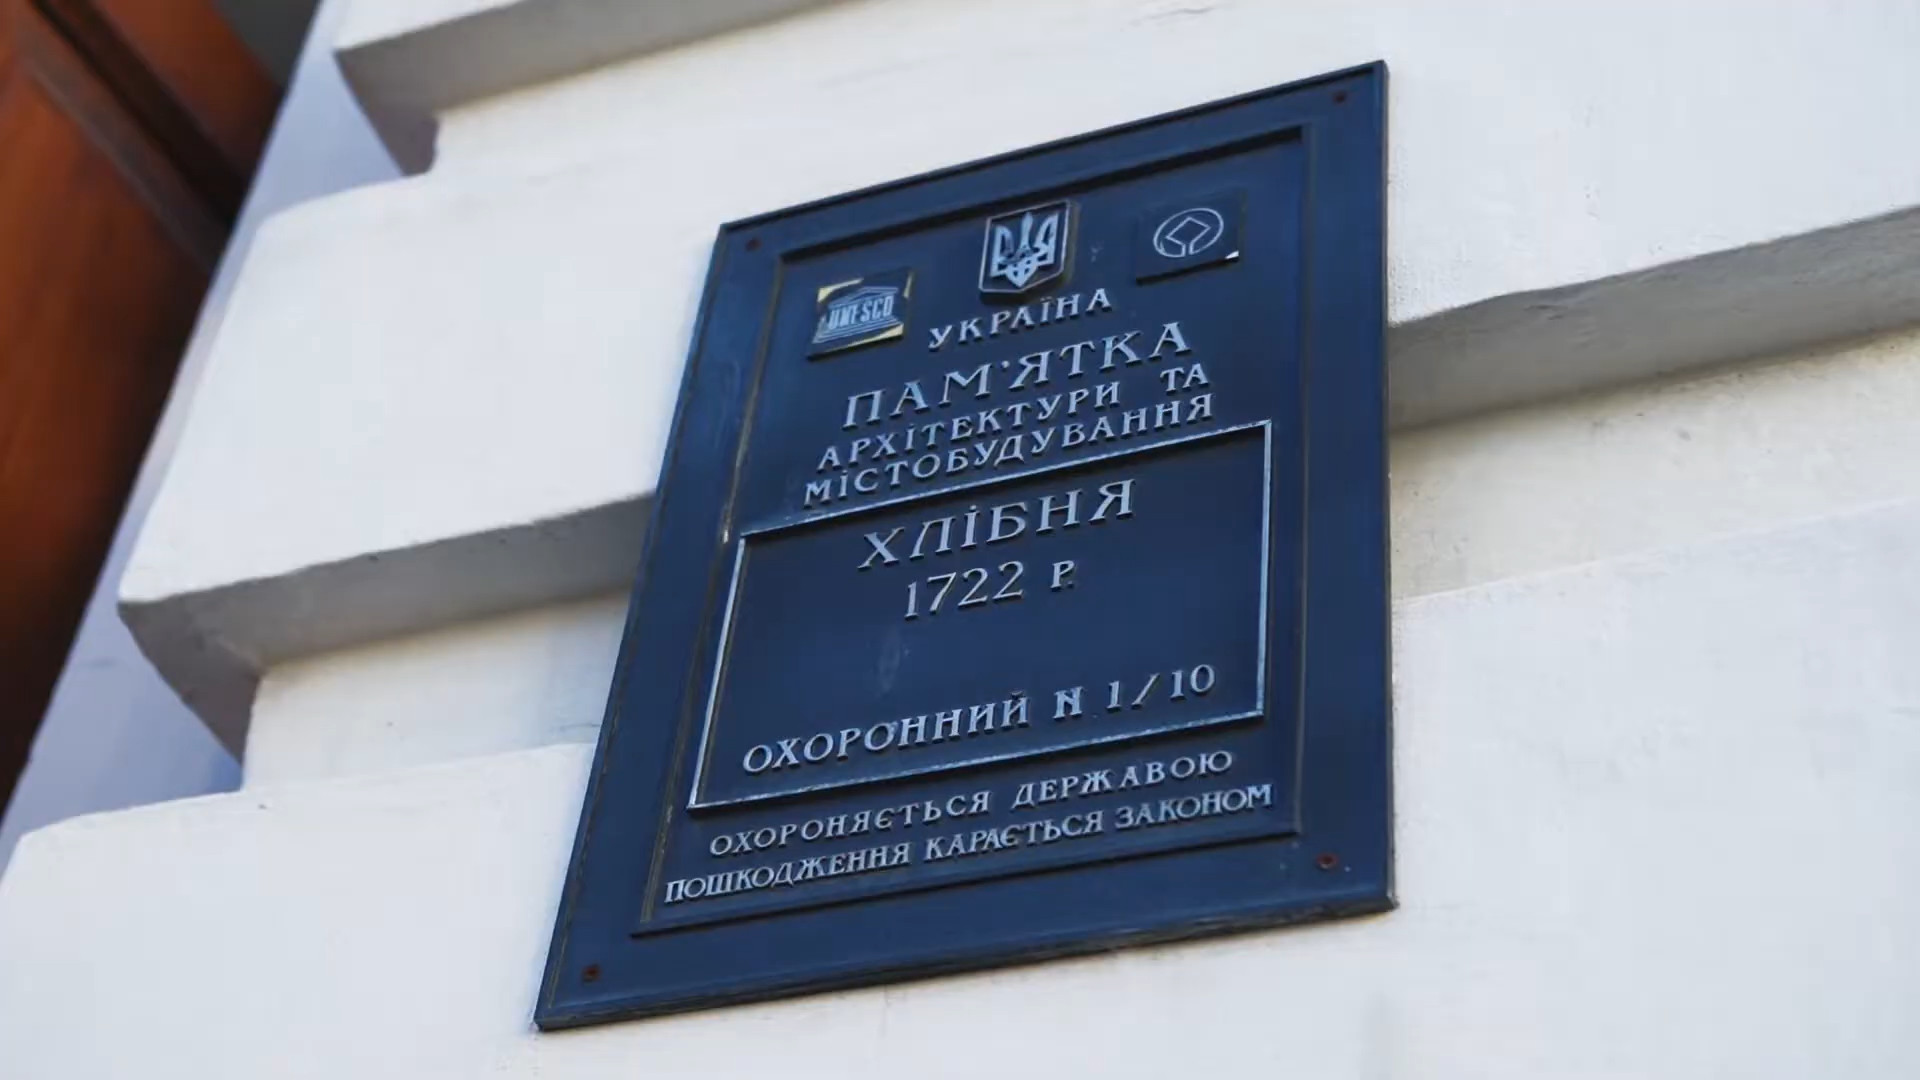 UNESCO
УКРАЇНА
ПАМ'ЯТКА
АРХІТЕКТУРИ ТА
МІСТОБУДУВАННЯ
ХЛІБНЯ
1722 Р.
ОХОРОННИЙ N 1/10
ОХОРОНЯЄТЬСЯ ДЕРЖАВОЮ
ПОШКОДЖЕННЯ КАРАЄТЬСЯ ЗАКОНОМ